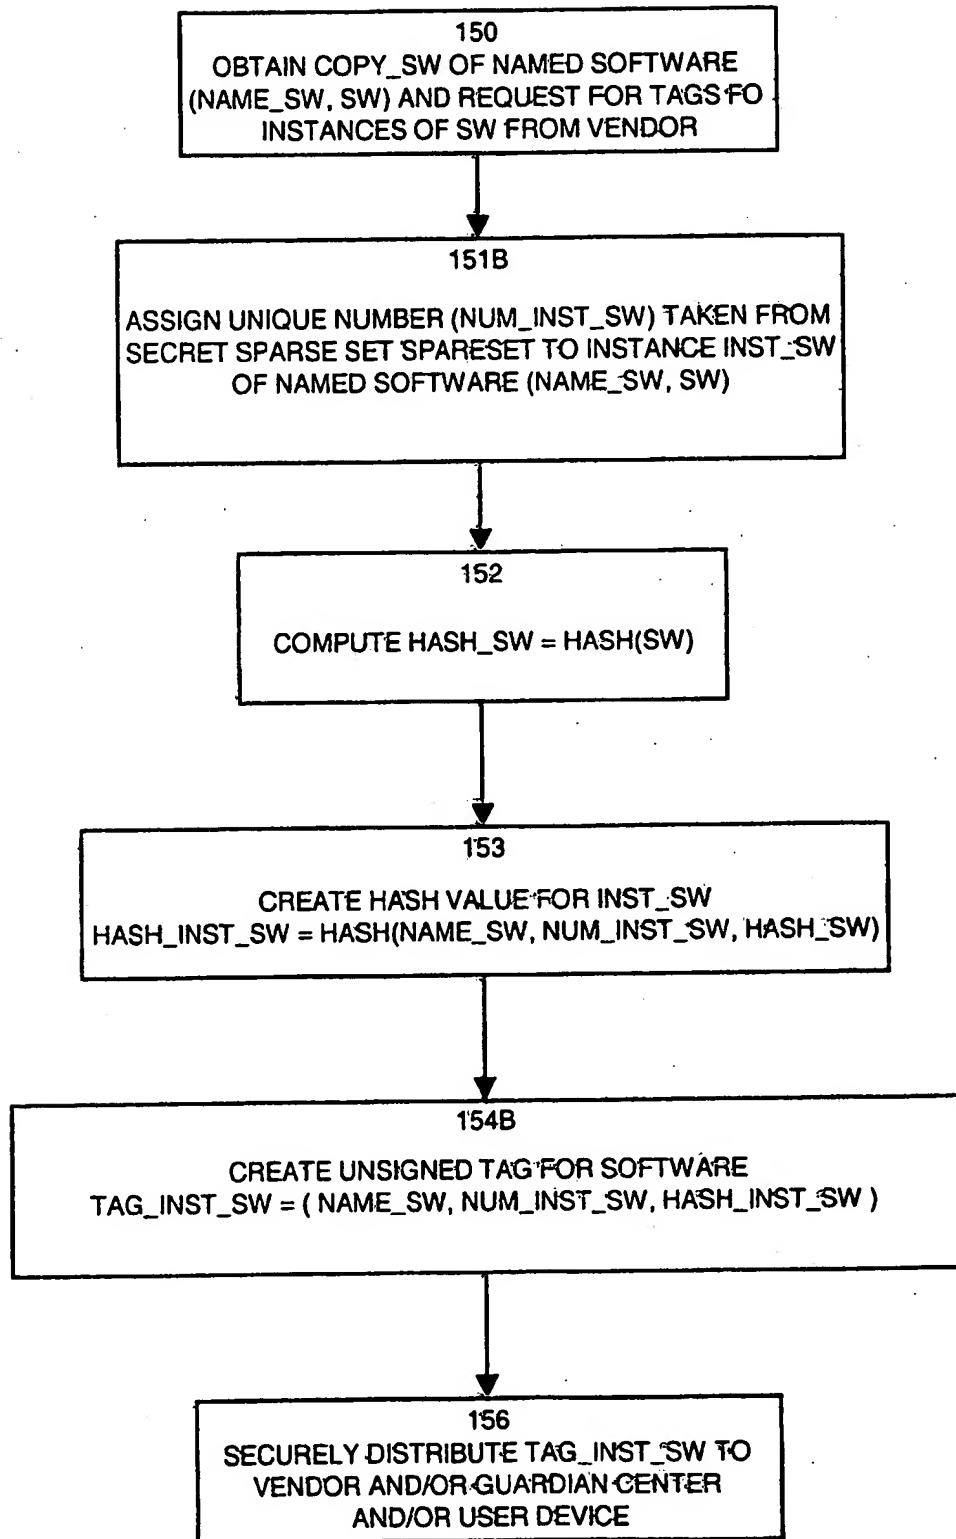 150
OBTAIN COPY_SW OF NAMED SOFTWARE
(NAME_SW, SW) AND REQUEST FOR TAGS FO
INSTANCES OF SW FROM VENDOR
151B
ASSIGN UNIQUE NUMBER (NUM_INST_SW) TAKEN FROM
SECRET SPARSE SET SPARESET TO INSTANCE INST_SW
OF NAMED SOFTWARE (NAME_SW, SW)
152
COMPUTE HASH_SW = HASH(SW)
153
CREATE HASH VALUE FOR INST_SW
HASH_INST_SW = HASH(NAME_SW, NUM_INST_SW, HASH_SW)
154B
CREATE UNSIGNED TAG FOR SOFTWARE
TAG_INST_SW = ( NAME_SW, NUM_INST_SW, HASH_INST_SW )
156
SECURELY DISTRIBUTE TAG_INST_SW TO
VENDOR AND/OR GUARDIAN CENTER
AND/OR USER DEVICE